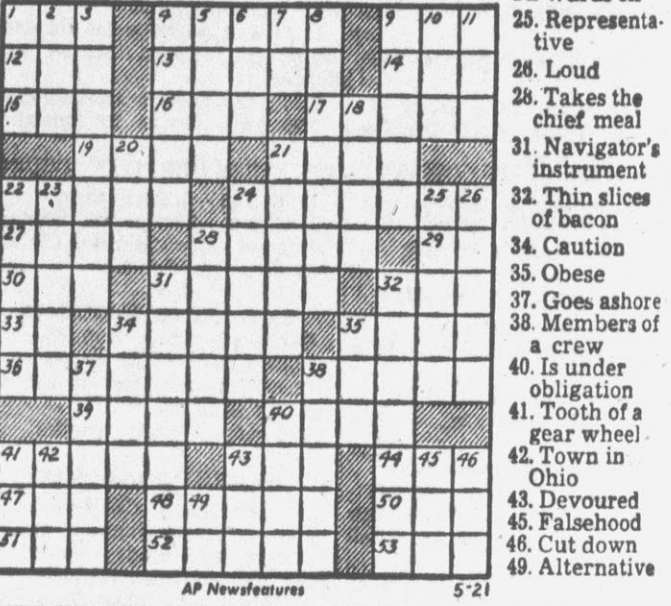 1 2 3 4 5 6 7 8 9 10 11
12 13 14
15 16 17 18
19 20 21
22 23 24 25 26
27 28 29
30 31 32
33 34 35
36 37 38
39 40
41 42 43 44 45 46
47 48 49 50
51 52 53
AP Newsfeatures 5-21
25. Representa-
tive
26. Loud
28. Takes the
chief meal
31. Navigator's
instrument
32. Thin slices
of bacon
34. Caution
35. Obese
37. Goes ashore
38. Members of
a crew
40. Is under
obligation
41. Tooth of a
gear wheel
42. Town in
Ohio
43. Devoured
45. Falsehood
46. Cut down
49. Alternative